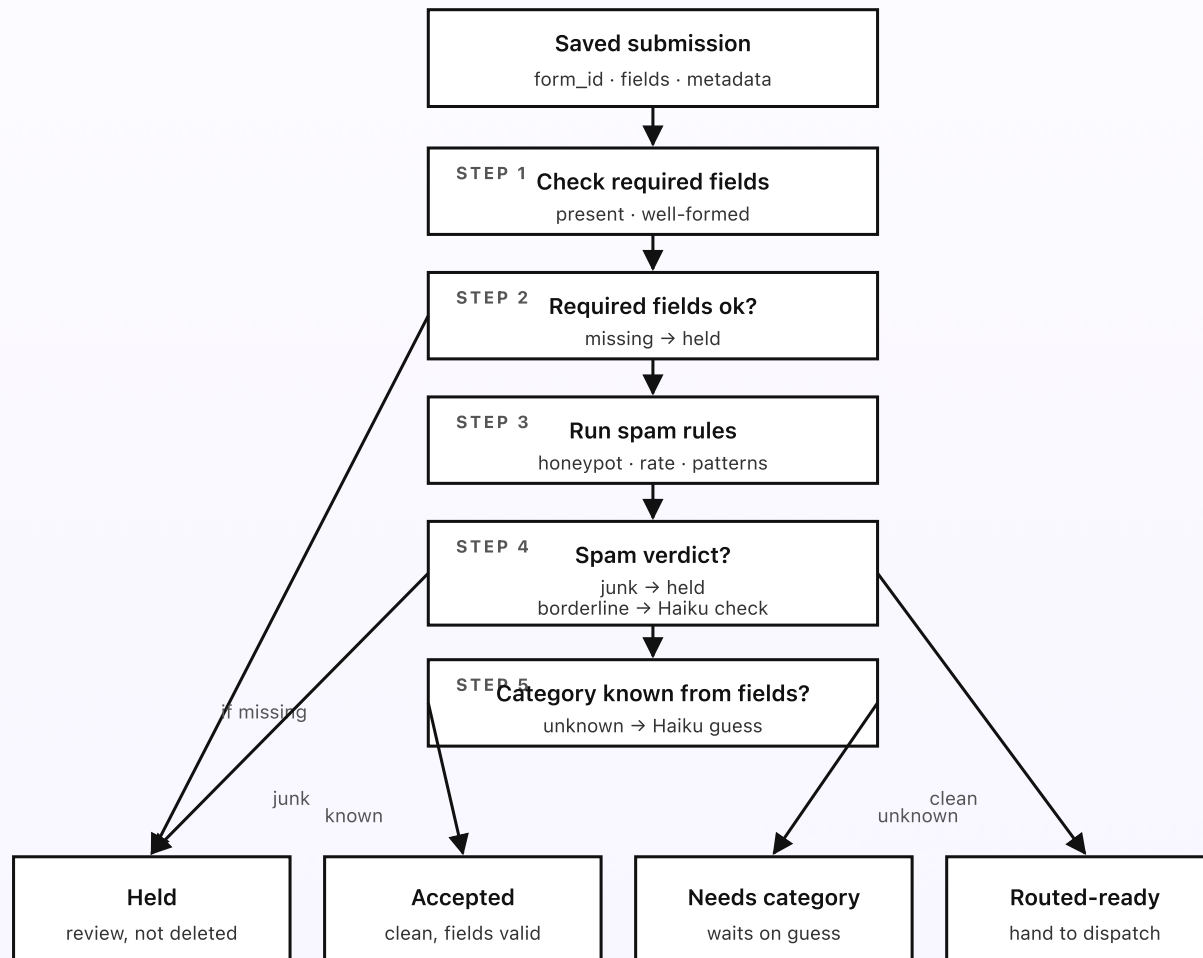 Saved submission
form_id · fields · metadata
STEP 1
Check required fields
present · well-formed
STEP 2
Required fields ok?
missing → held
STEP 3
Run spam rules
honeypot · rate · patterns
STEP 4
Spam verdict?
junk → held
borderline → Haiku check
STEP 5
Category known from fields?
unknown → Haiku guess
if missing
junk
known
clean
unknown
Held
review, not deleted
Accepted
clean, fields valid
Needs category
waits on guess
Routed-ready
hand to dispatch